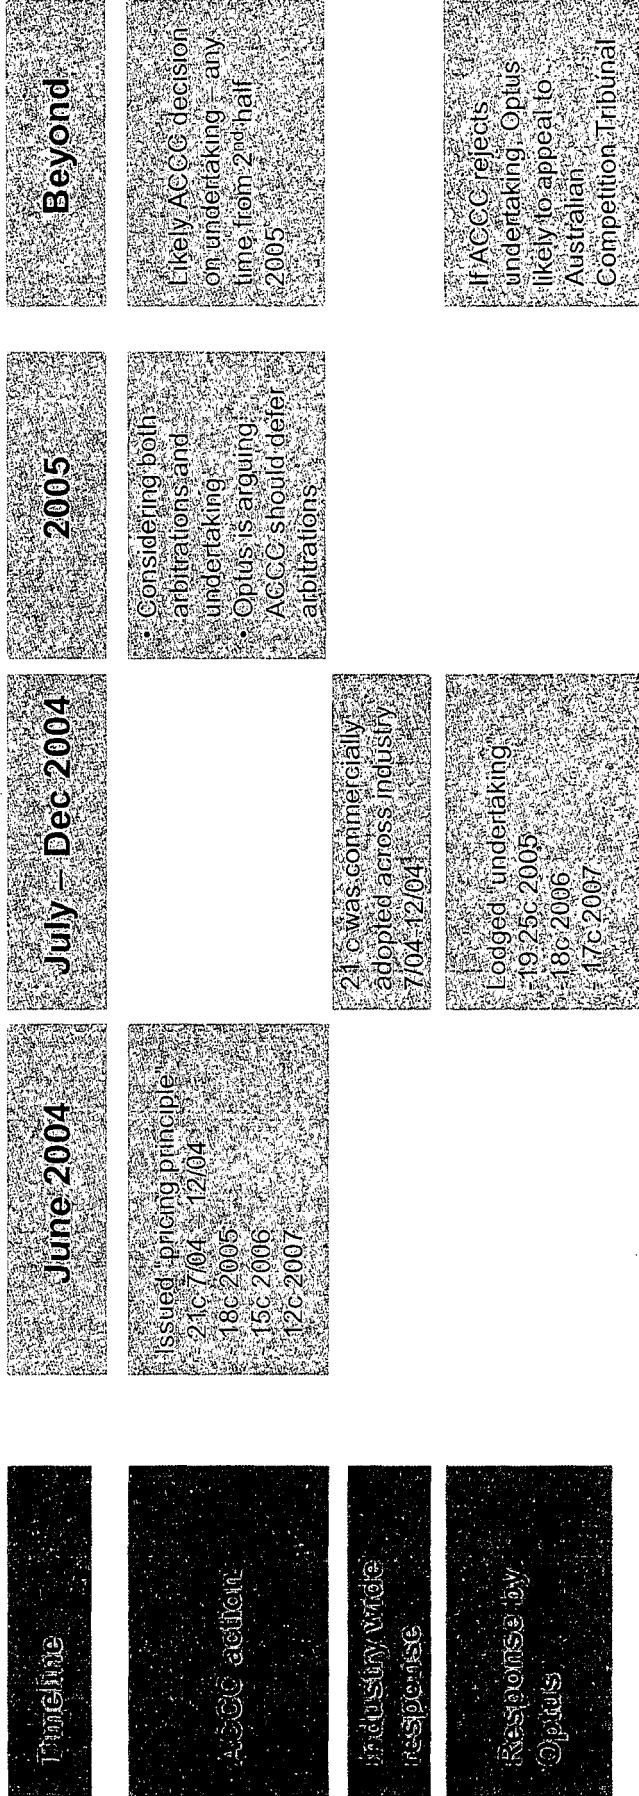 Timeline
June 2004
July – Dec 2004
2005
Beyond
ACCC action
Issued "pricing principle"
-21c 7/04 12/04
-18c 2005
-15c 2006
-12c 2007
• Considering both
arbitrations and
undertaking
• Optus is arguing
ACCC should defer
arbitrations
Likely ACCC decision
on undertaking – any
time from 2nd half
2005
Industry wide
response
21 c was commercially
adopted across industry
7/04-12/04
Response by
Optus
Lodged "undertaking"
-19.25c 2005
-18c 2006
-17c 2007
If ACCC rejects
undertaking Optus
likely to appeal to
Australian
Competition Tribunal